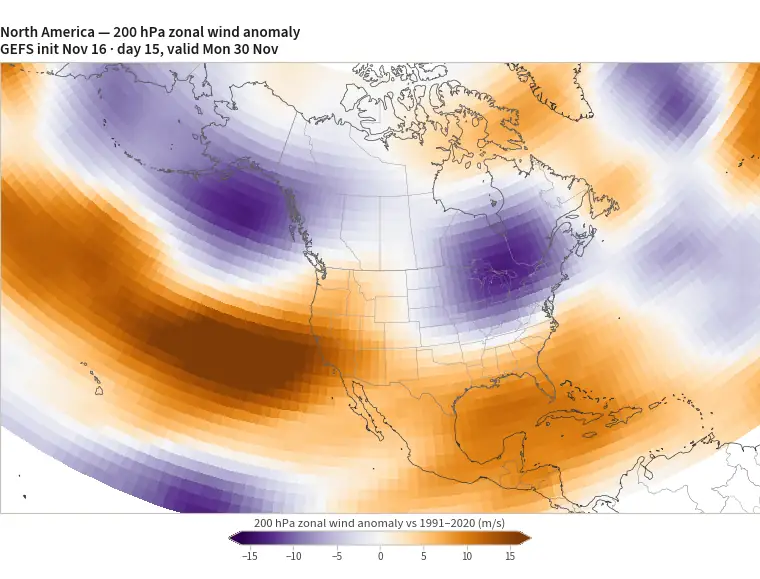 North America — 200 hPa zonal wind anomaly
GEFS init Nov 16 · day 15, valid Mon 30 Nov
200 hPa zonal wind anomaly vs 1991–2020 (m/s)
−15 −10 −5 0 5 10 15